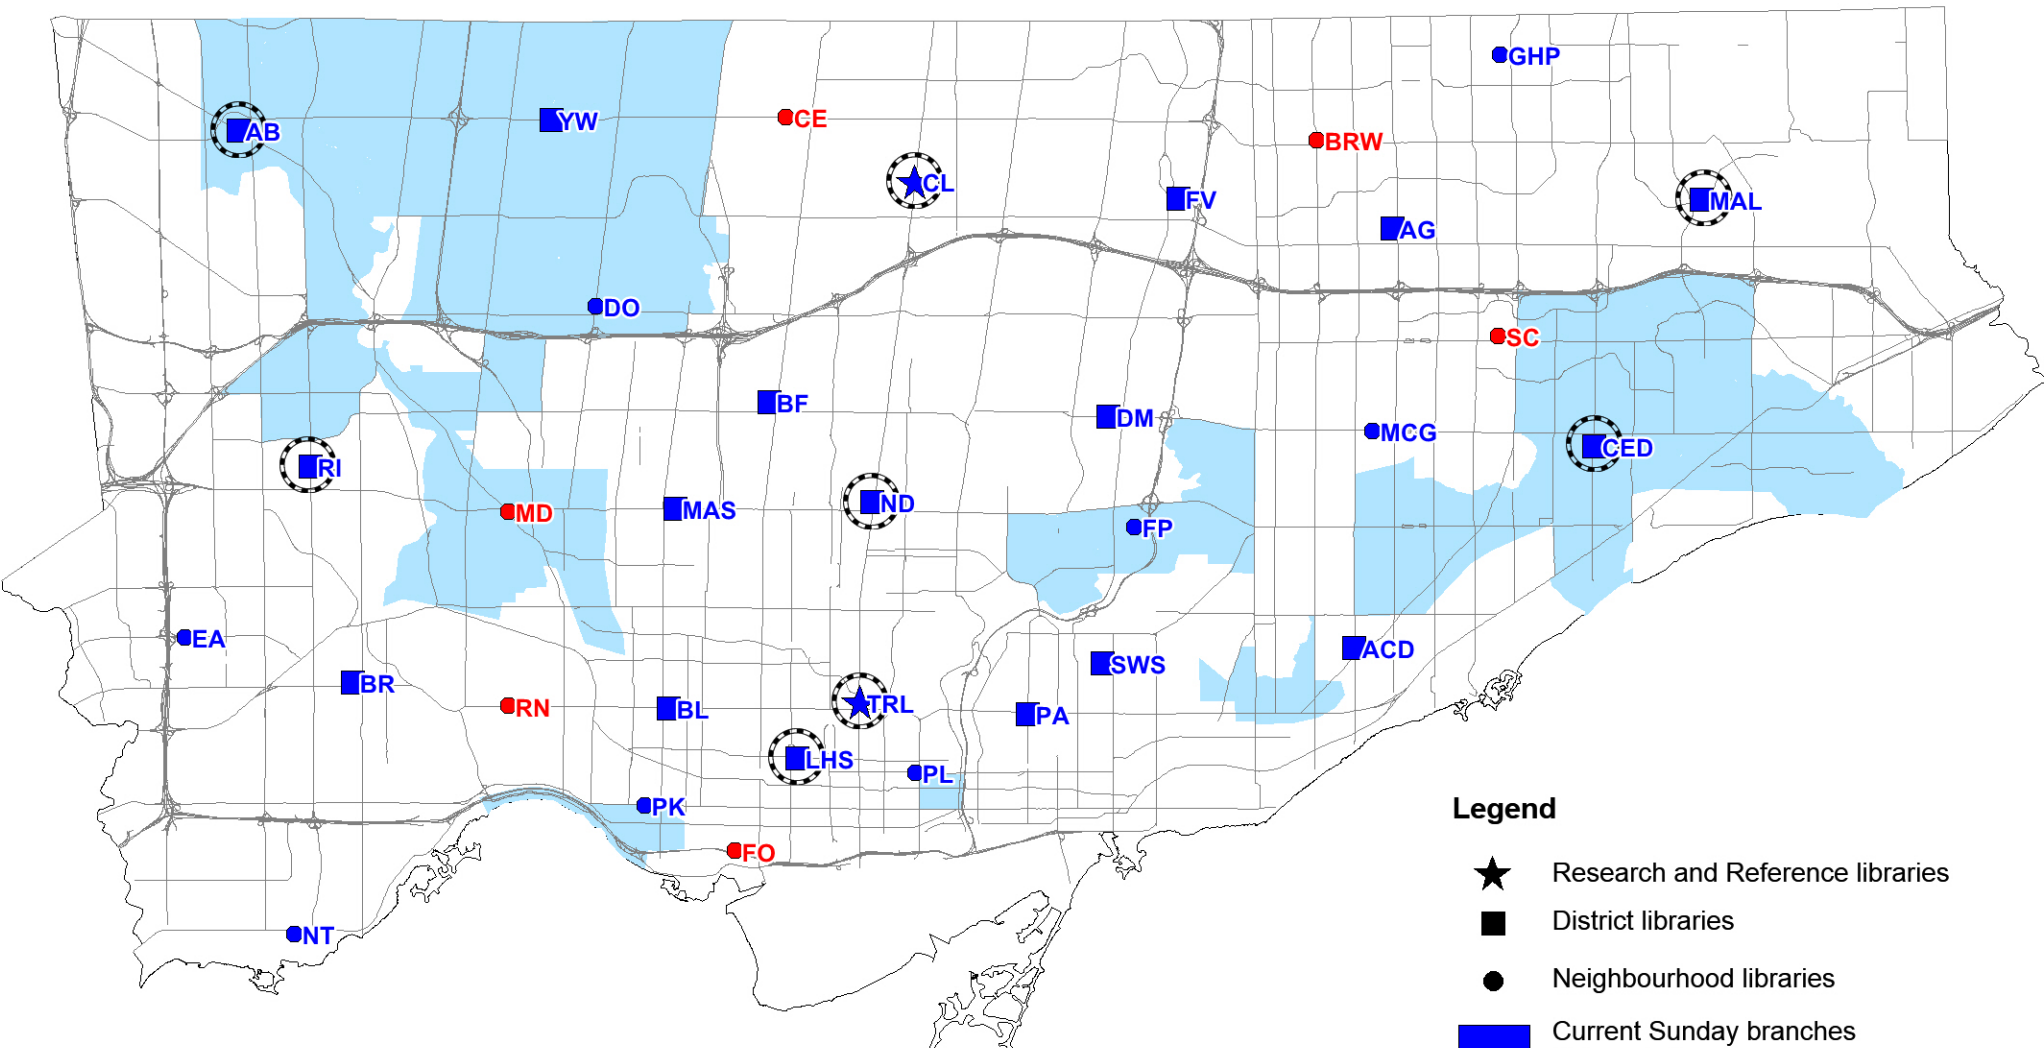 GHP
AB
YW
CE
BRW
CL
FV
MAL
AG
DO
SC
BF
DM
MCG
CED
RI
MD
MAS
ND
FP
EA
ACD
SWS
BR
RN
BL
TRL
PA
LHS
PL
PK
FO
NT
Legend
Research and Reference libraries
District libraries
Neighbourhood libraries
Current Sunday branches